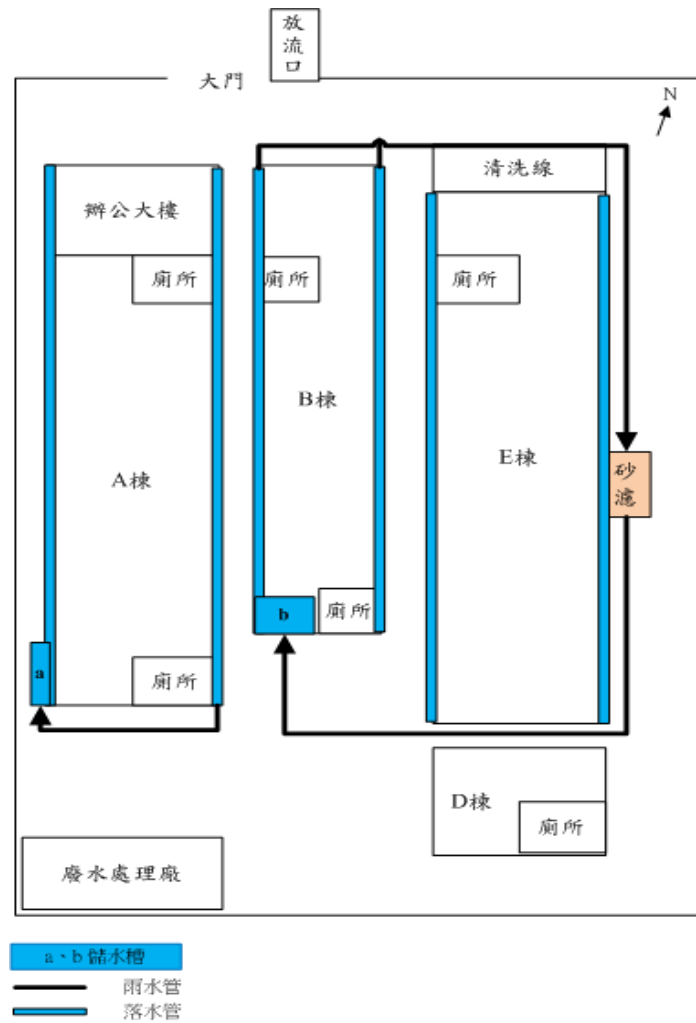 放流口
大門
N
清洗線
辦公大樓
廁所
廁所
廁所
B棟
E棟
A棟
砂濾
b
廁所
a
廁所
D棟
廁所
廢水處理廠
a、b 儲水槽
雨水管
落水管